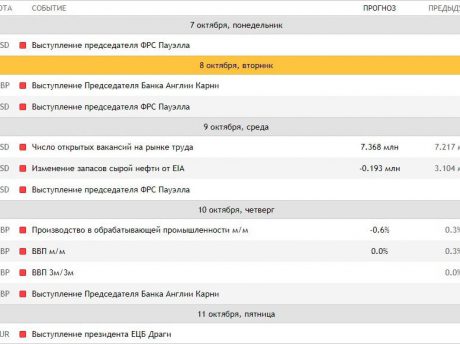 ЮТА СОБЫТИЕ ПРОГНОЗ ПРЕДЫДУ
7 октября, понедельник
SD Выступление председателя ФРС Пауэлла
8 октября, вторник
BP Выступление Председателя Банка Англии Карни
SD Выступление председателя ФРС Пауэлла
9 октября, среда
SD Число открытых вакансий на рынке труда 7.368 млн 7.217 м
SD Изменение запасов сырой нефти от EIA -0.193 млн 3.104 м
SD Выступление председателя ФРС Пауэлла
10 октября, четверг
BP Производство в обрабатывающей промышленности м/м -0.6% 0.3%
BP ВВП м/м 0.0% 0.3%
BP ВВП 3м/3м 0.0%
BP Выступление Председателя Банка Англии Карни
11 октября, пятница
UR Выступление президента ЕЦБ Драги